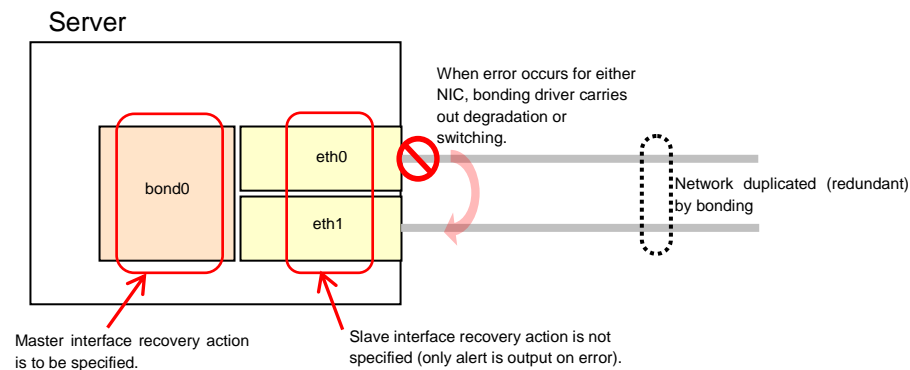 Server
When error occurs for either
NIC, bonding driver carries
out degradation or
switching.
eth0
bond0
eth1
Network duplicated (redundant)
by bonding
Master interface recovery action
is to be specified.
Slave interface recovery action is not
specified (only alert is output on error).